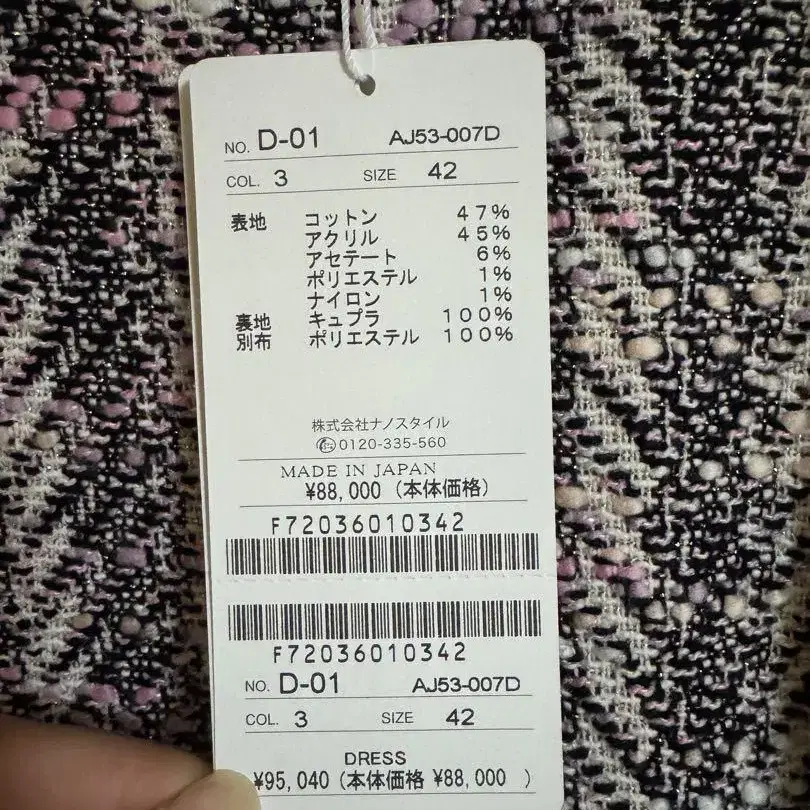 NO. D-01 AJ53-007D
COL. 3 SIZE 42
表地 コットン 47%
アクリル 45%
アセテート 6%
ポリエステル 1%
ナイロン 1%
裏地 キュプラ 100%
別布 ポリエステル 100%
株式会社ナノスタイル
0120-335-560
MADE IN JAPAN
¥88,000 (本体価格)
F72036010342
F72036010342
NO. D-01 AJ53-007D
COL. 3 SIZE 42
DRESS
¥95,040 (本体価格 ¥88,000 )